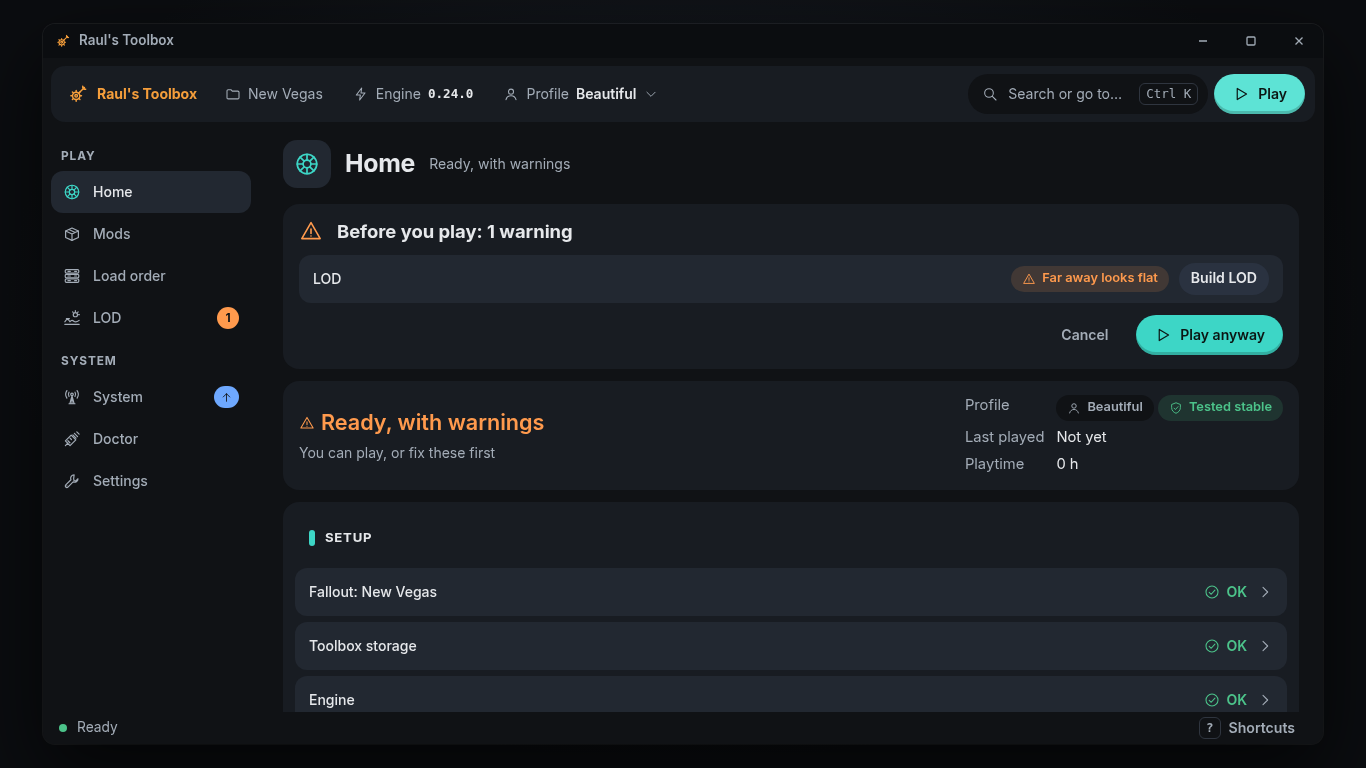 Raul's Toolbox
Raul's Toolbox
New Vegas
Engine 0.24.0
Profile Beautiful
Search or go to...
Ctrl K
Play
PLAY
Home
Mods
Load order
LOD
1
SYSTEM
System
Doctor
Settings
Home
Ready, with warnings
Before you play: 1 warning
LOD
Far away looks flat
Build LOD
Cancel
Play anyway
Ready, with warnings
You can play, or fix these first
Profile
Beautiful
Tested stable
Last played Not yet
Playtime 0 h
SETUP
Fallout: New Vegas
OK
Toolbox storage
OK
Engine
OK
Ready
? Shortcuts